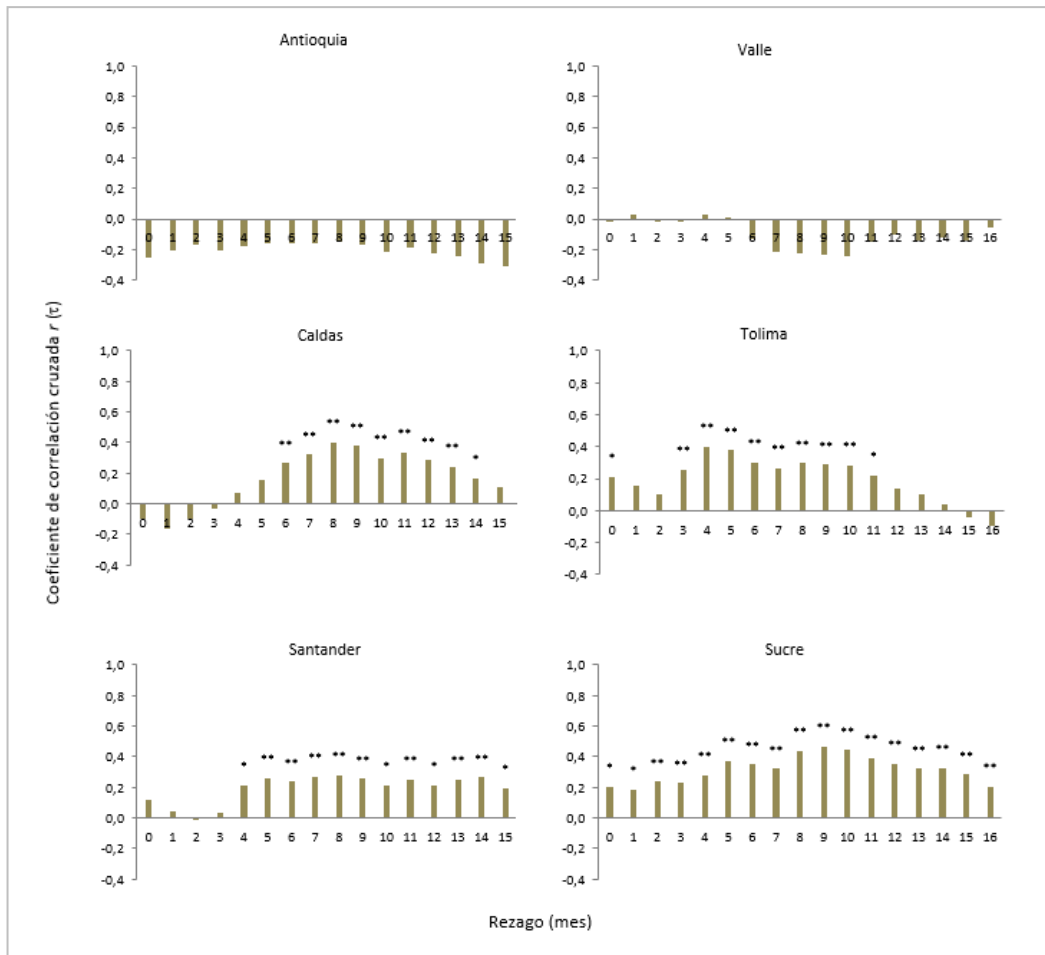 Coeficiente de correlación cruzada r (τ)
Antioquia
1,0
0,8
0,6
0,4
0,2
0,0
-0,2
-0,4
0 1 2 3 4 5 6 7 8 9 10 11 12 13 14 15
Valle
1,0
0,8
0,6
0,4
0,2
0,0
-0,2
-0,4
0 1 2 3 4 5 6 7 8 9 10 11 12 13 14 15 16
Caldas
1,0
0,8
0,6
0,4
0,2
0,0
-0,2
-0,4
** ** ** ** ** ** ** ** *
0 1 2 3 4 5 6 7 8 9 10 11 12 13 14 15
Tolima
1,0
0,8
0,6
0,4
0,2
0,0
-0,2
-0,4
* ** ** ** ** ** ** ** ** *
0 1 2 3 4 5 6 7 8 9 10 11 12 13 14 15 16
Santander
1,0
0,8
0,6
0,4
0,2
0,0
-0,2
-0,4
* ** ** ** ** ** * ** * ** ** *
0 1 2 3 4 5 6 7 8 9 10 11 12 13 14 15
Sucre
1,0
0,8
0,6
0,4
0,2
0,0
-0,2
-0,4
* * ** ** ** ** ** ** ** ** ** ** ** ** ** ** **
0 1 2 3 4 5 6 7 8 9 10 11 12 13 14 15 16
Rezago (mes)